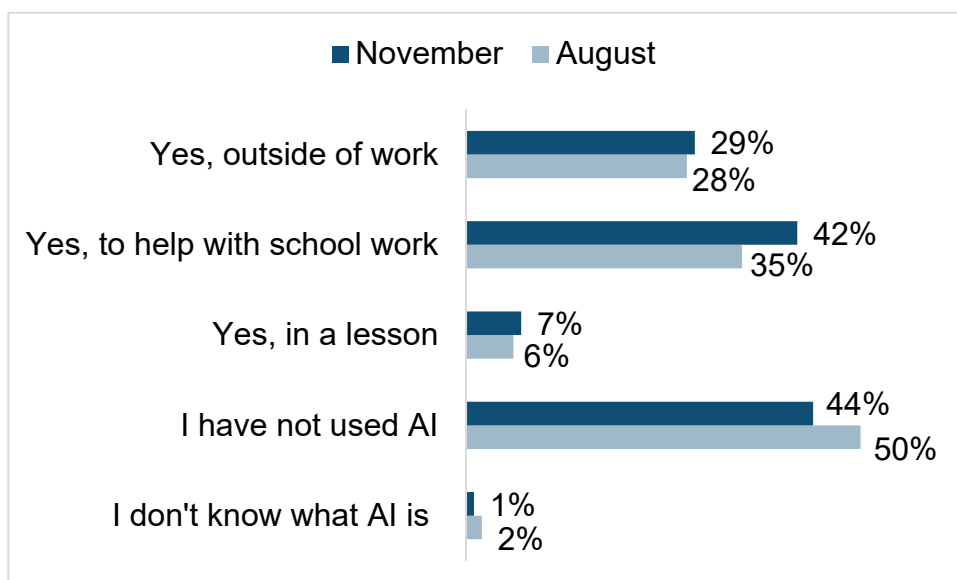 November August
Yes, outside of work
29%
28%
Yes, to help with school work
42%
35%
Yes, in a lesson
7%
6%
I have not used AI
44%
50%
I don't know what AI is
1%
2%